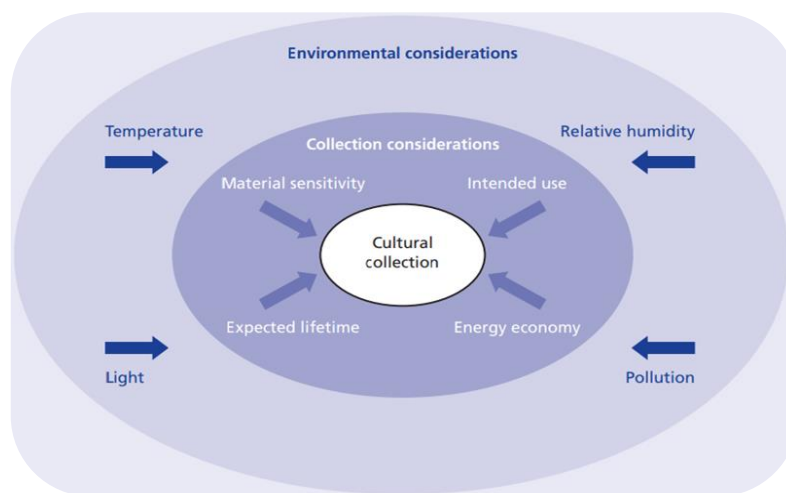 Environmental considerations
Temperature
Relative humidity
Collection considerations
Material sensitivity
Intended use
Cultural
collection
Expected lifetime
Energy economy
Light
Pollution